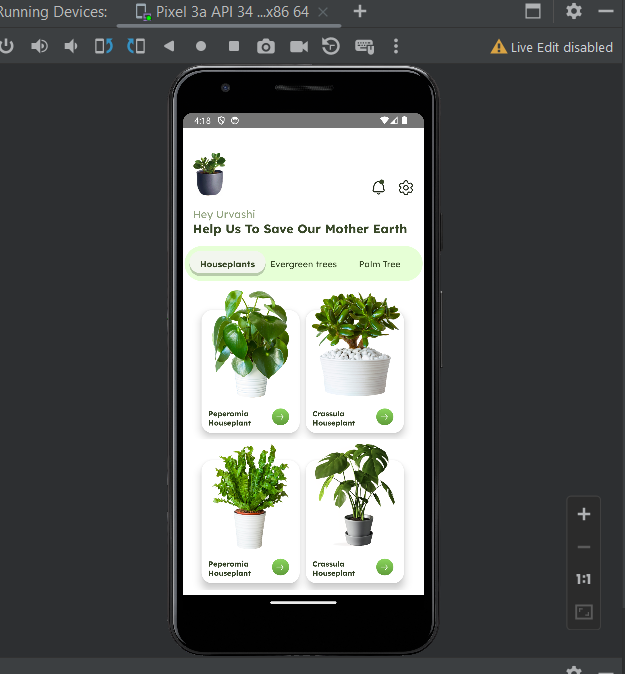 Running Devices:
Pixel 3a API 34 ...x86 64
Live Edit disabled
4:18
Hey Urvashi
Help Us To Save Our Mother Earth
Houseplants
Evergreen trees
Palm Tree
Peperomia
Houseplant
Crassula
Houseplant
Peperomia
Houseplant
Crassula
Houseplant
1:1